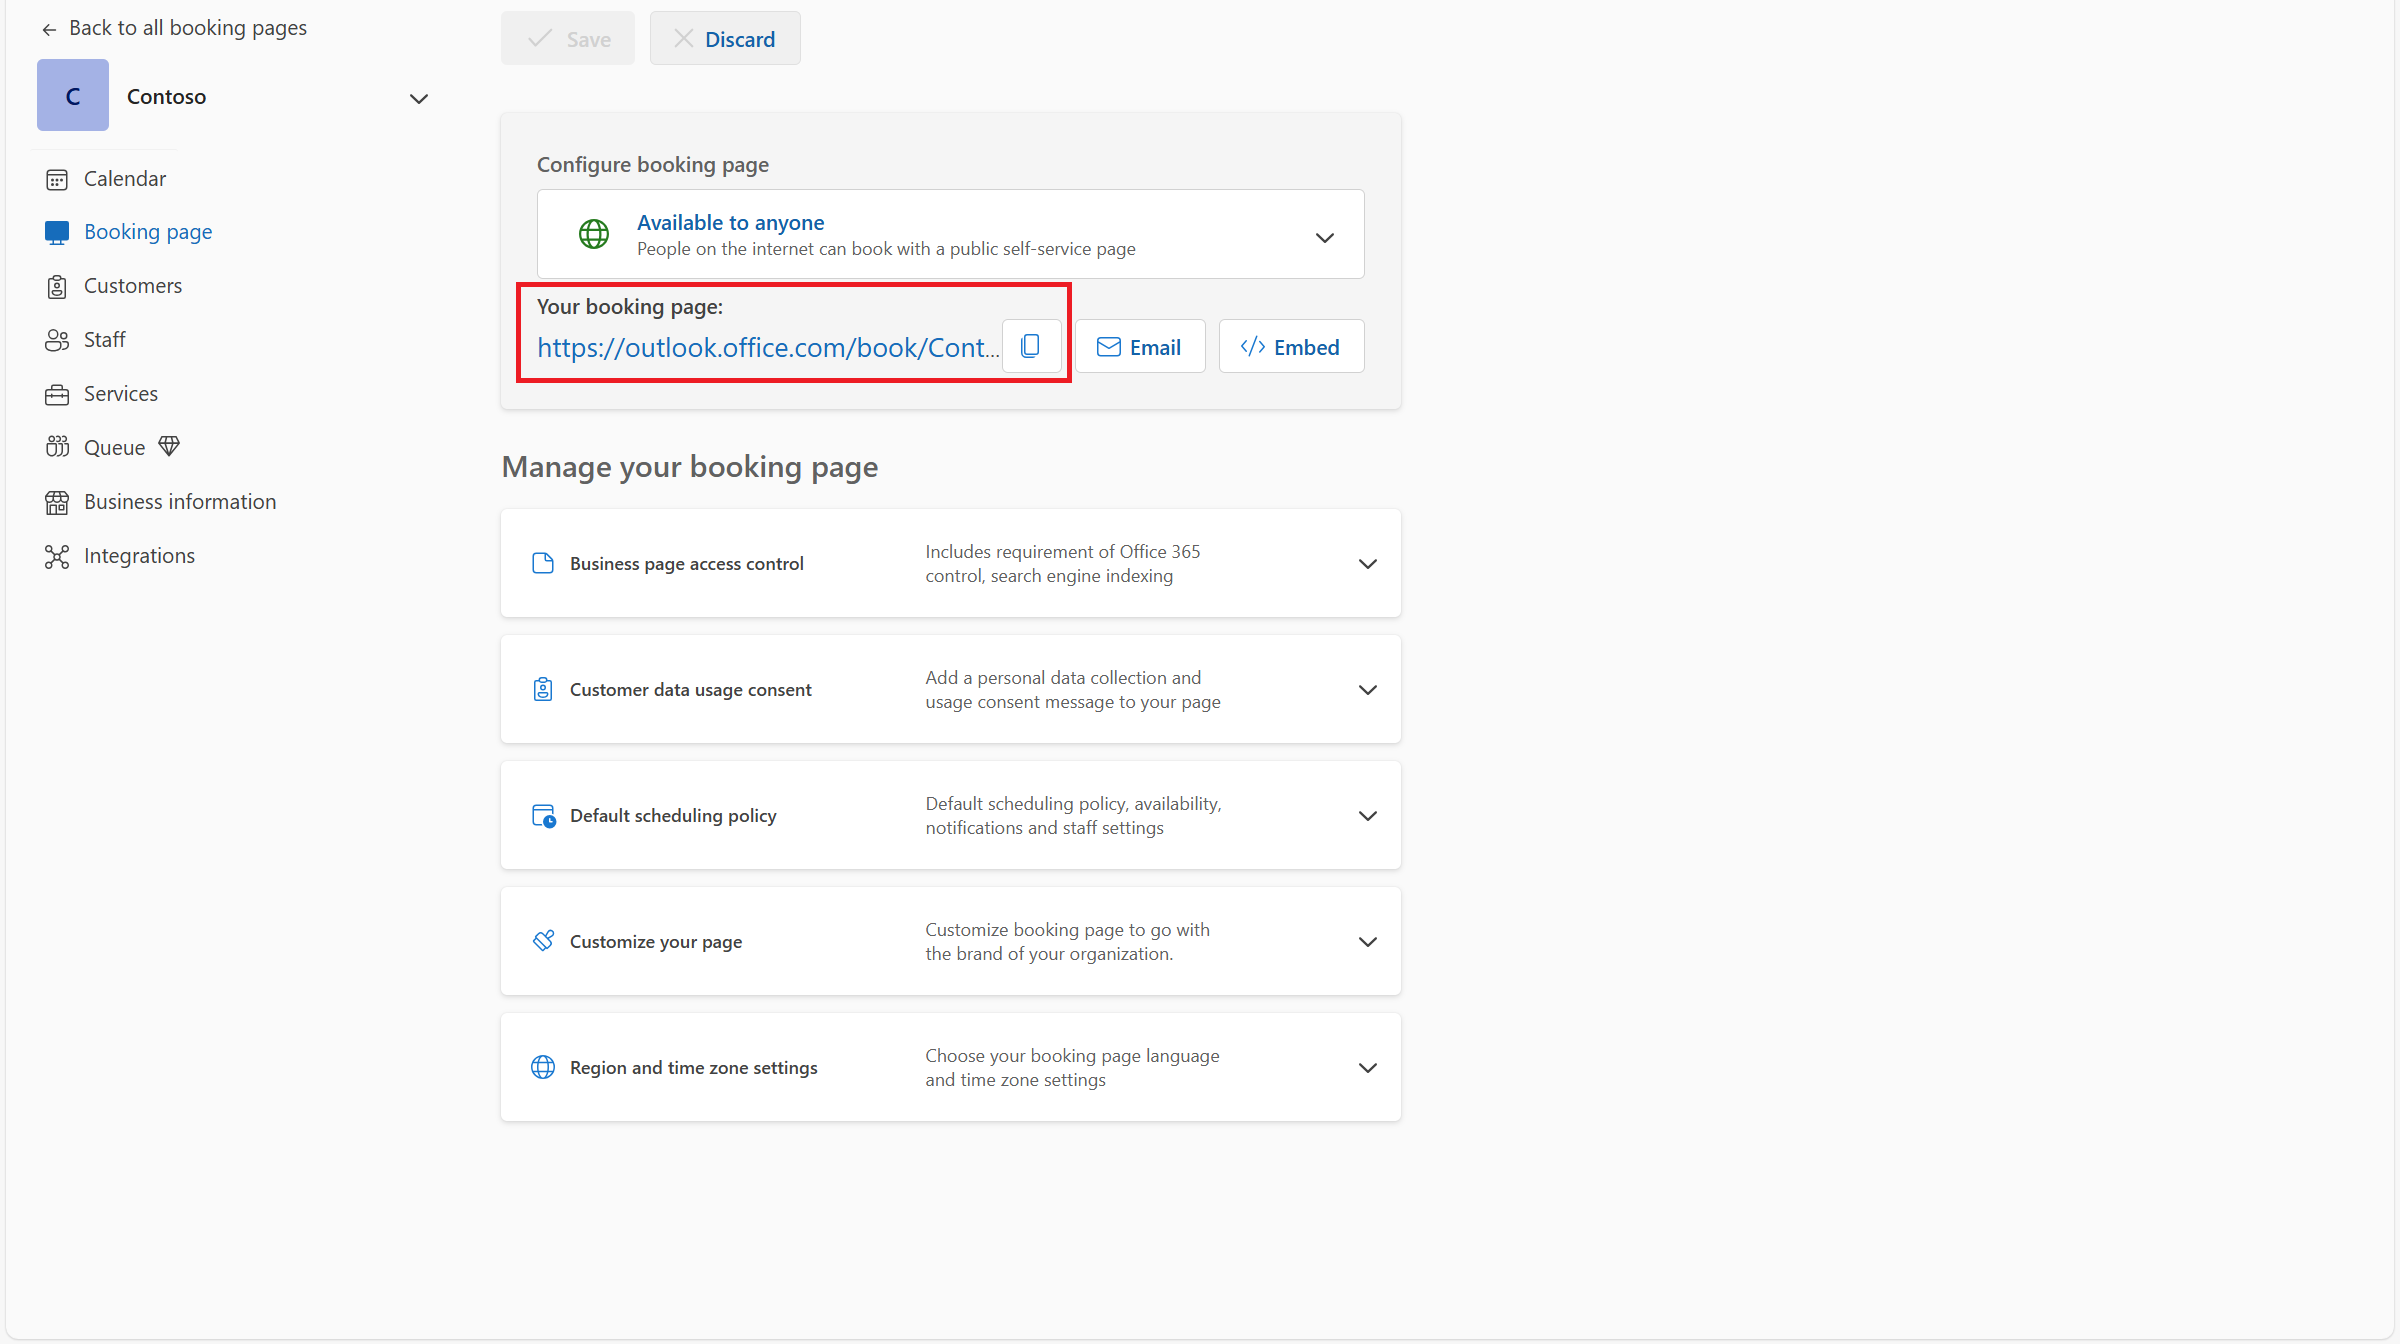 Back to all booking pages
C
Contoso
Calendar
Booking page
Customers
Staff
Services
Queue
Business information
Integrations
Save
Discard
Configure booking page
Available to anyone
People on the internet can book with a public self-service page
Your booking page:
https://outlook.office.com/book/Cont...
Email
Embed
Manage your booking page
Business page access control
Includes requirement of Office 365
control, search engine indexing
Customer data usage consent
Add a personal data collection and
usage consent message to your page
Default scheduling policy
Default scheduling policy, availability,
notifications and staff settings
Customize your page
Customize booking page to go with
the brand of your organization.
Region and time zone settings
Choose your booking page language
and time zone settings